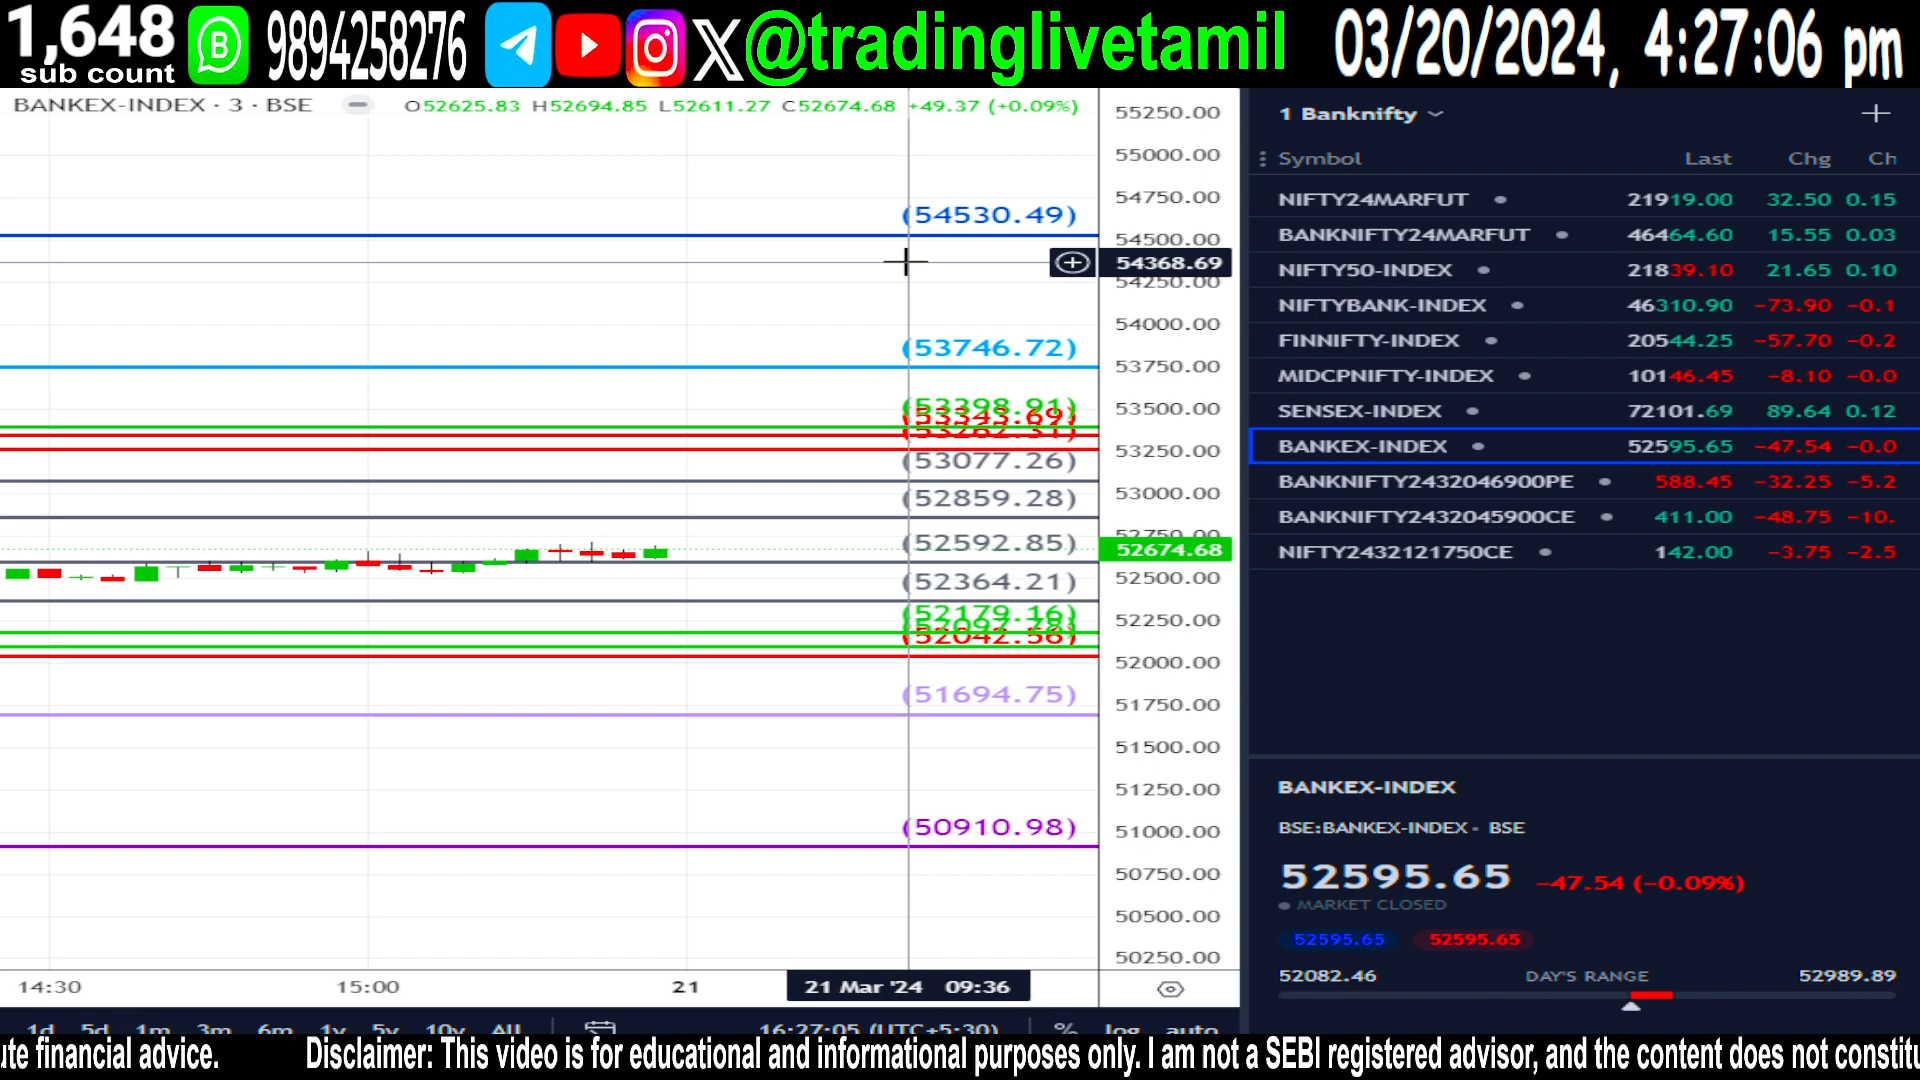 1,648
sub count
9894258276
@tradinglivetamil
03/20/2024, 4:27:06 pm
BANKEX-INDEX · 3 · BSE
O52625.83 H52694.85 L52611.27 C52674.68 +49.37 (+0.09%)
55250.00
55000.00
54750.00
(54530.49)
54500.00
54368.69
54250.00
54000.00
(53746.72)
53750.00
(53398.91)
53500.00
(53343.69)
53250.00
(53077.26)
53000.00
(52859.28)
52750.00
(52592.85)
52674.68
52500.00
(52364.21)
52250.00
(52179.16)
(52042.56)
52000.00
(51694.75)
51750.00
51500.00
51250.00
(50910.98)
51000.00
50750.00
50500.00
50250.00
14:30 15:00 21 21 Mar '24 09:36
1d 5d 1m 3m 6m 1y 5y 10y All 16:27:05 (UTC+5:30) % log auto
1 Banknifty
Symbol Last Chg Ch
NIFTY24MARFUT 21919.00 32.50 0.15
BANKNIFTY24MARFUT 46464.60 15.55 0.03
NIFTY50-INDEX 21839.10 21.65 0.10
NIFTYBANK-INDEX 46310.90 −73.90 −0.1
FINNIFTY-INDEX 20544.25 −57.70 −0.2
MIDCPNIFTY-INDEX 10146.45 −8.10 −0.0
SENSEX-INDEX 72101.69 89.64 0.12
BANKEX-INDEX 52595.65 −47.54 −0.0
BANKNIFTY2432046900PE 588.45 −32.25 −5.2
BANKNIFTY2432045900CE 411.00 −48.75 −10.
NIFTY2432121750CE 142.00 −3.75 −2.5
BANKEX-INDEX
BSE:BANKEX-INDEX • BSE
52595.65 −47.54 (−0.09%)
MARKET CLOSED
52595.65 52595.65
52082.46 DAY'S RANGE 52989.89
ute financial advice. Disclaimer: This video is for educational and informational purposes only. I am not a SEBI registered advisor, and the content does not constitu